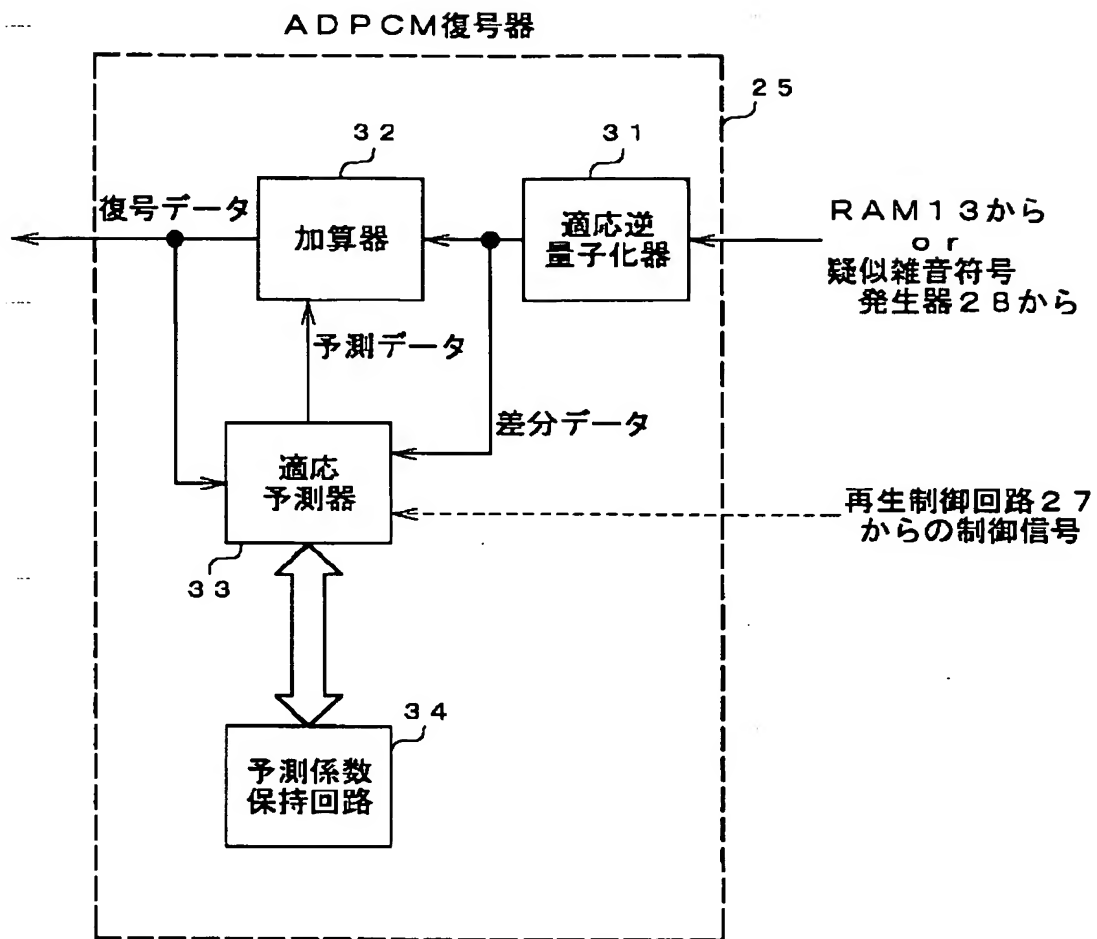 ADPCM復号器
25
32
31
復号データ
加算器
適応逆
量子化器
RAM13から
or
疑似雑音符号
発生器28から
予測データ
差分データ
適応
予測器
再生制御回路27
からの制御信号
33
34
予測係数
保持回路